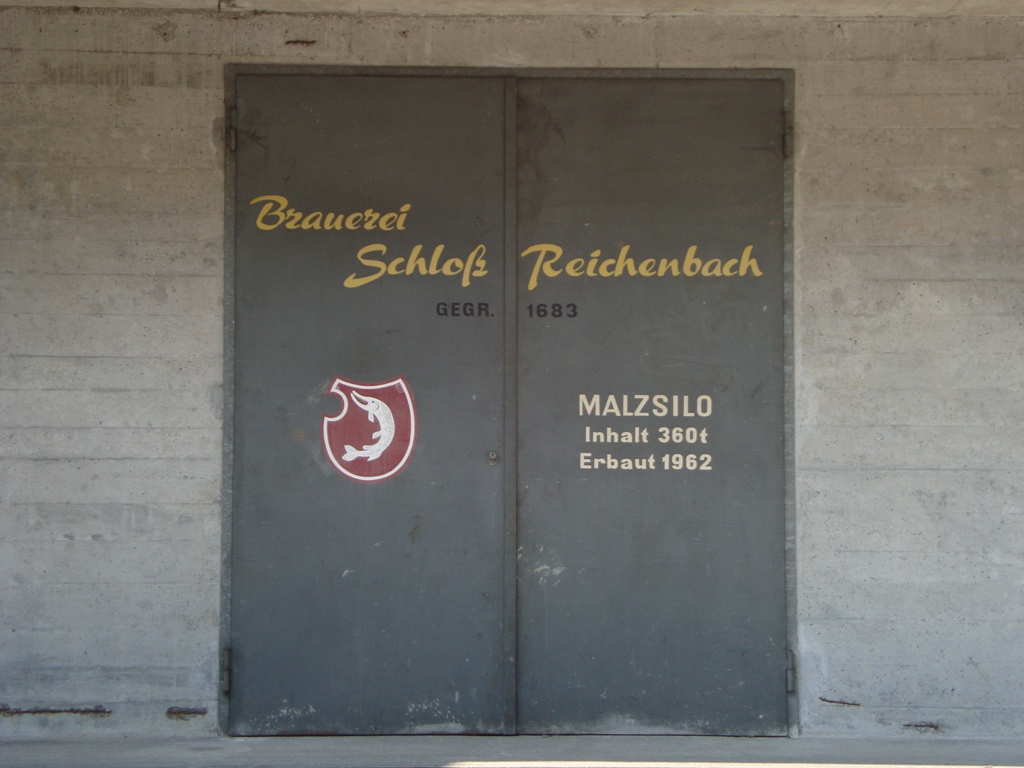 Brauerei
Schloß Reichenbach
GEGR. 1683
MALZSILO
Inhalt 360t
Erbaut 1962